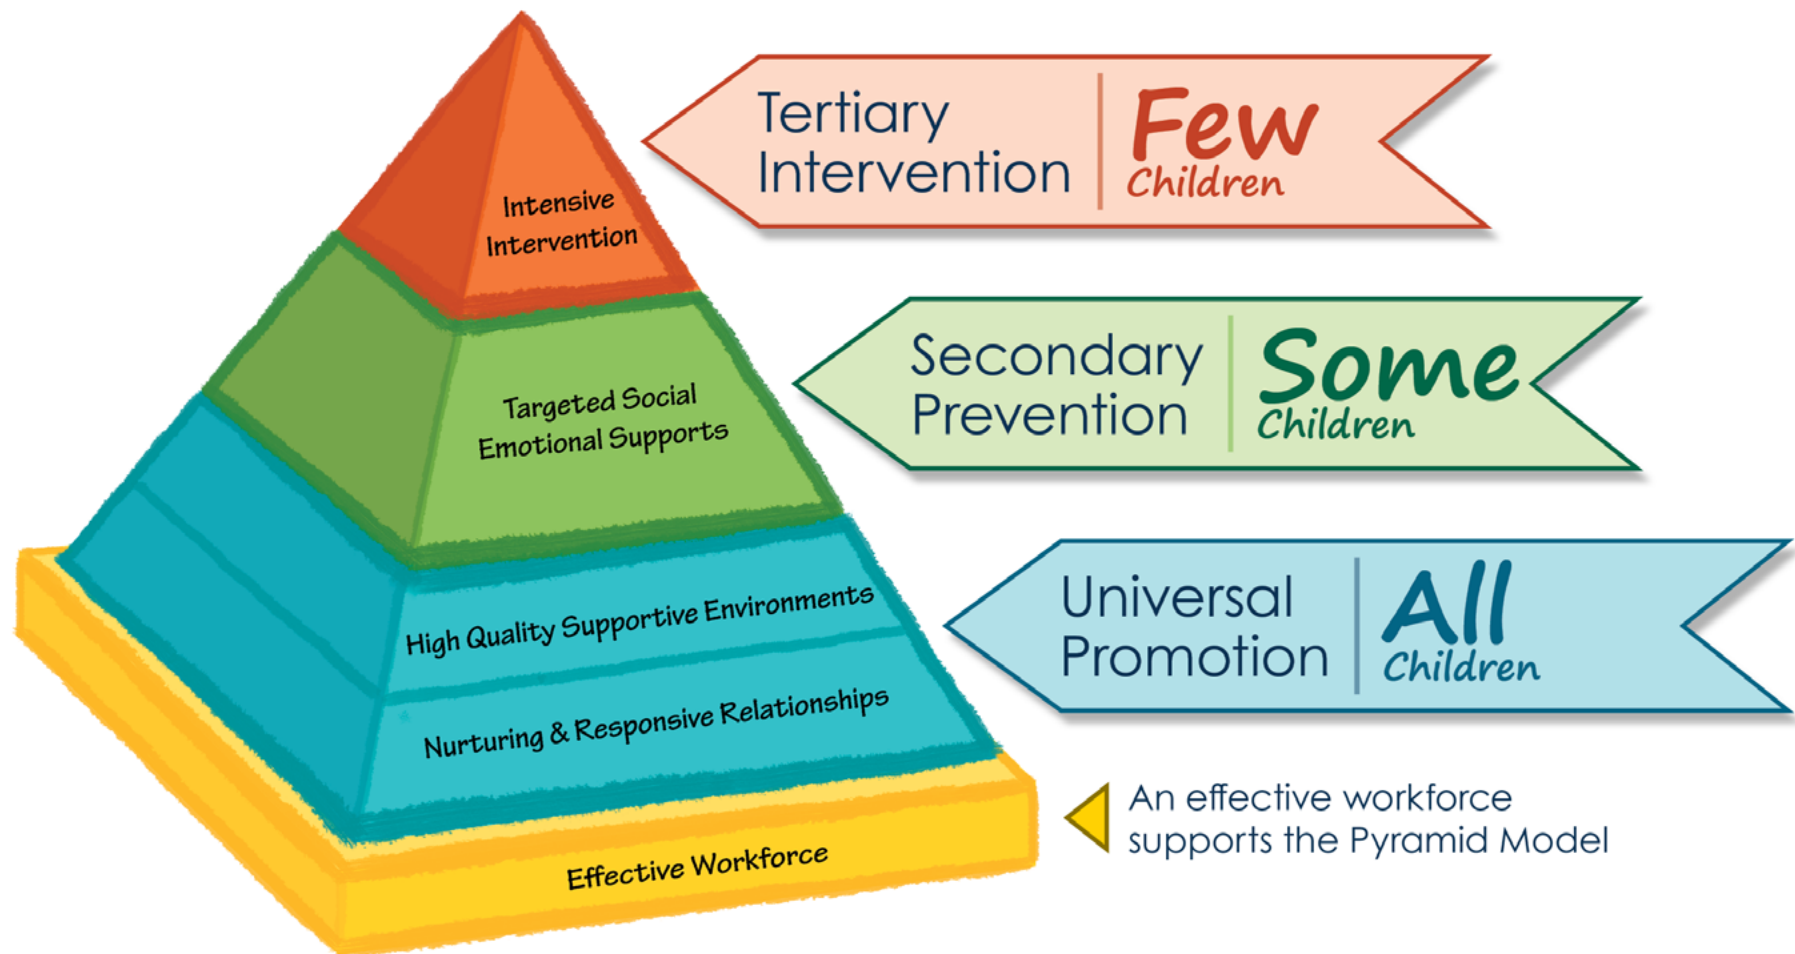 Tertiary
Intervention
Few
Children
Intensive
Intervention
Secondary
Prevention
Some
Children
Targeted Social
Emotional Supports
Universal
Promotion
All
Children
High Quality Supportive Environments
Nurturing & Responsive Relationships
An effective workforce
supports the Pyramid Model
Effective Workforce